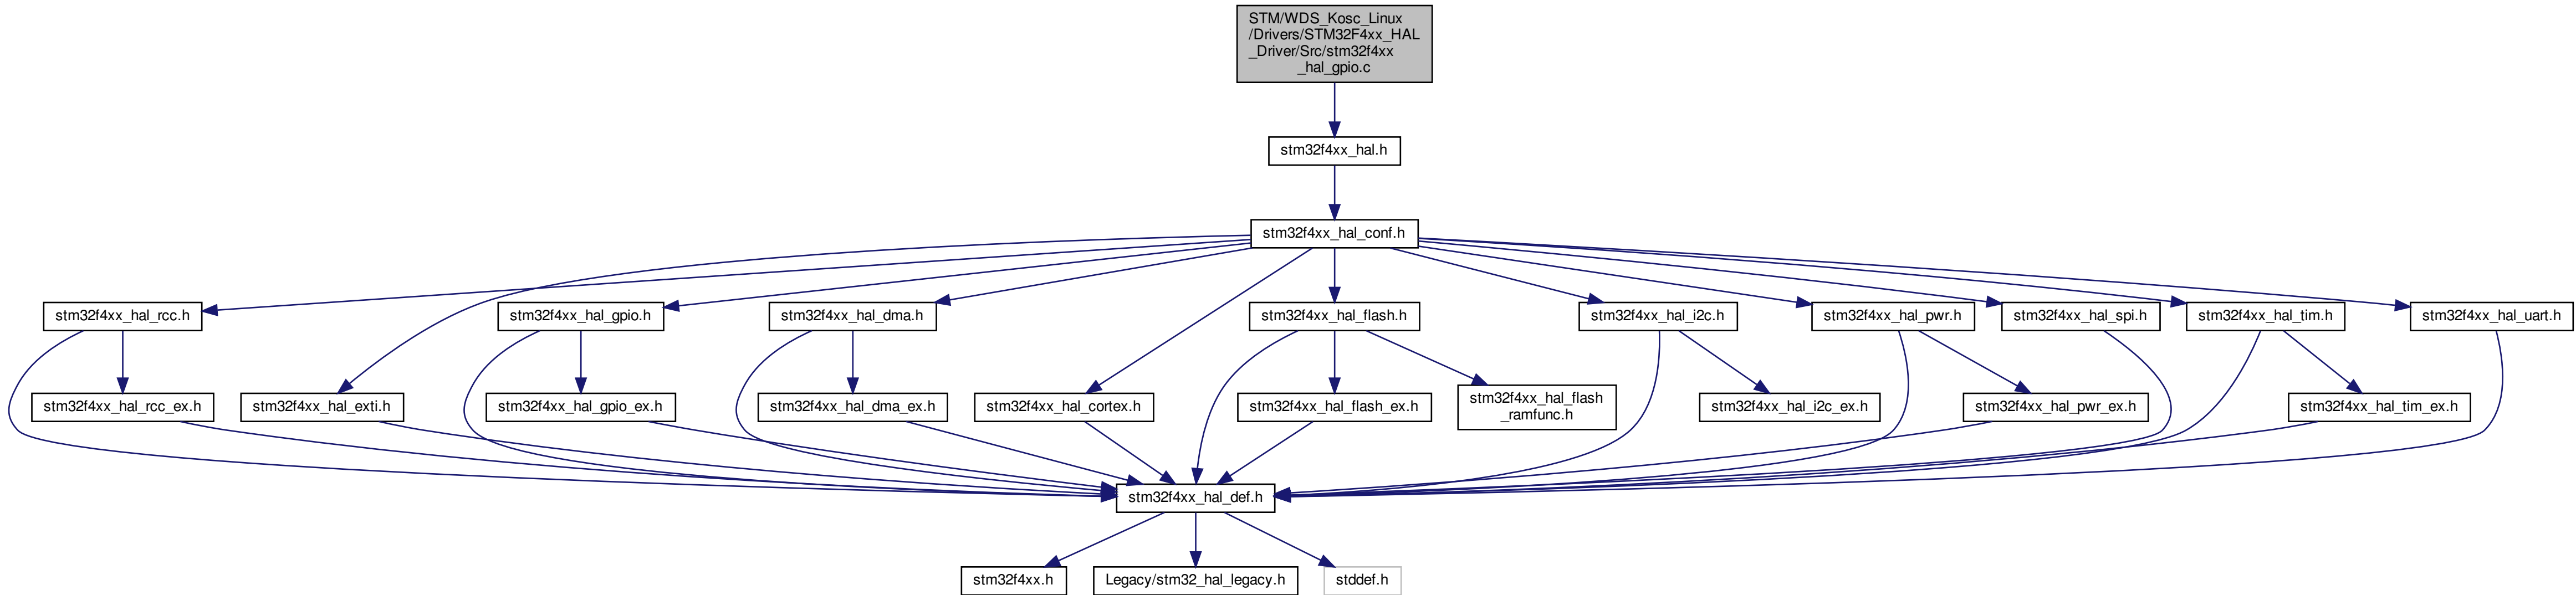 STM/WDS_Kosc_Linux
/Drivers/STM32F4xx_HAL
_Driver/Src/stm32f4xx
_hal_gpio.c
stm32f4xx_hal.h
stm32f4xx_hal_conf.h
stm32f4xx_hal_rcc.h
stm32f4xx_hal_gpio.h
stm32f4xx_hal_dma.h
stm32f4xx_hal_flash.h
stm32f4xx_hal_i2c.h
stm32f4xx_hal_pwr.h
stm32f4xx_hal_spi.h
stm32f4xx_hal_tim.h
stm32f4xx_hal_uart.h
stm32f4xx_hal_rcc_ex.h
stm32f4xx_hal_exti.h
stm32f4xx_hal_gpio_ex.h
stm32f4xx_hal_dma_ex.h
stm32f4xx_hal_cortex.h
stm32f4xx_hal_flash_ex.h
stm32f4xx_hal_flash
_ramfunc.h
stm32f4xx_hal_i2c_ex.h
stm32f4xx_hal_pwr_ex.h
stm32f4xx_hal_tim_ex.h
stm32f4xx_hal_def.h
stm32f4xx.h
Legacy/stm32_hal_legacy.h
stddef.h